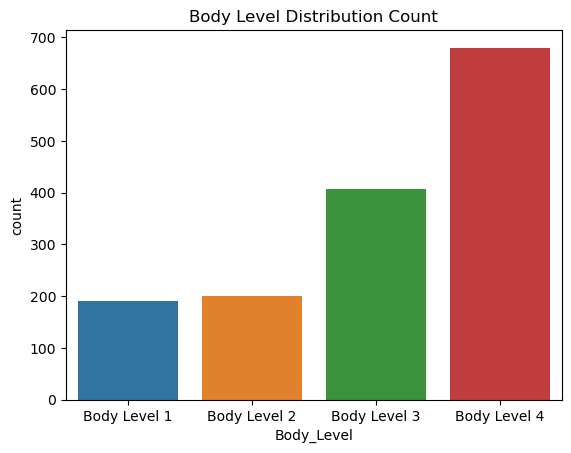 Body Level Distribution Count
700
600
500
400
300
200
100
0
count
Body Level 1 Body Level 2 Body Level 3 Body Level 4
Body_Level